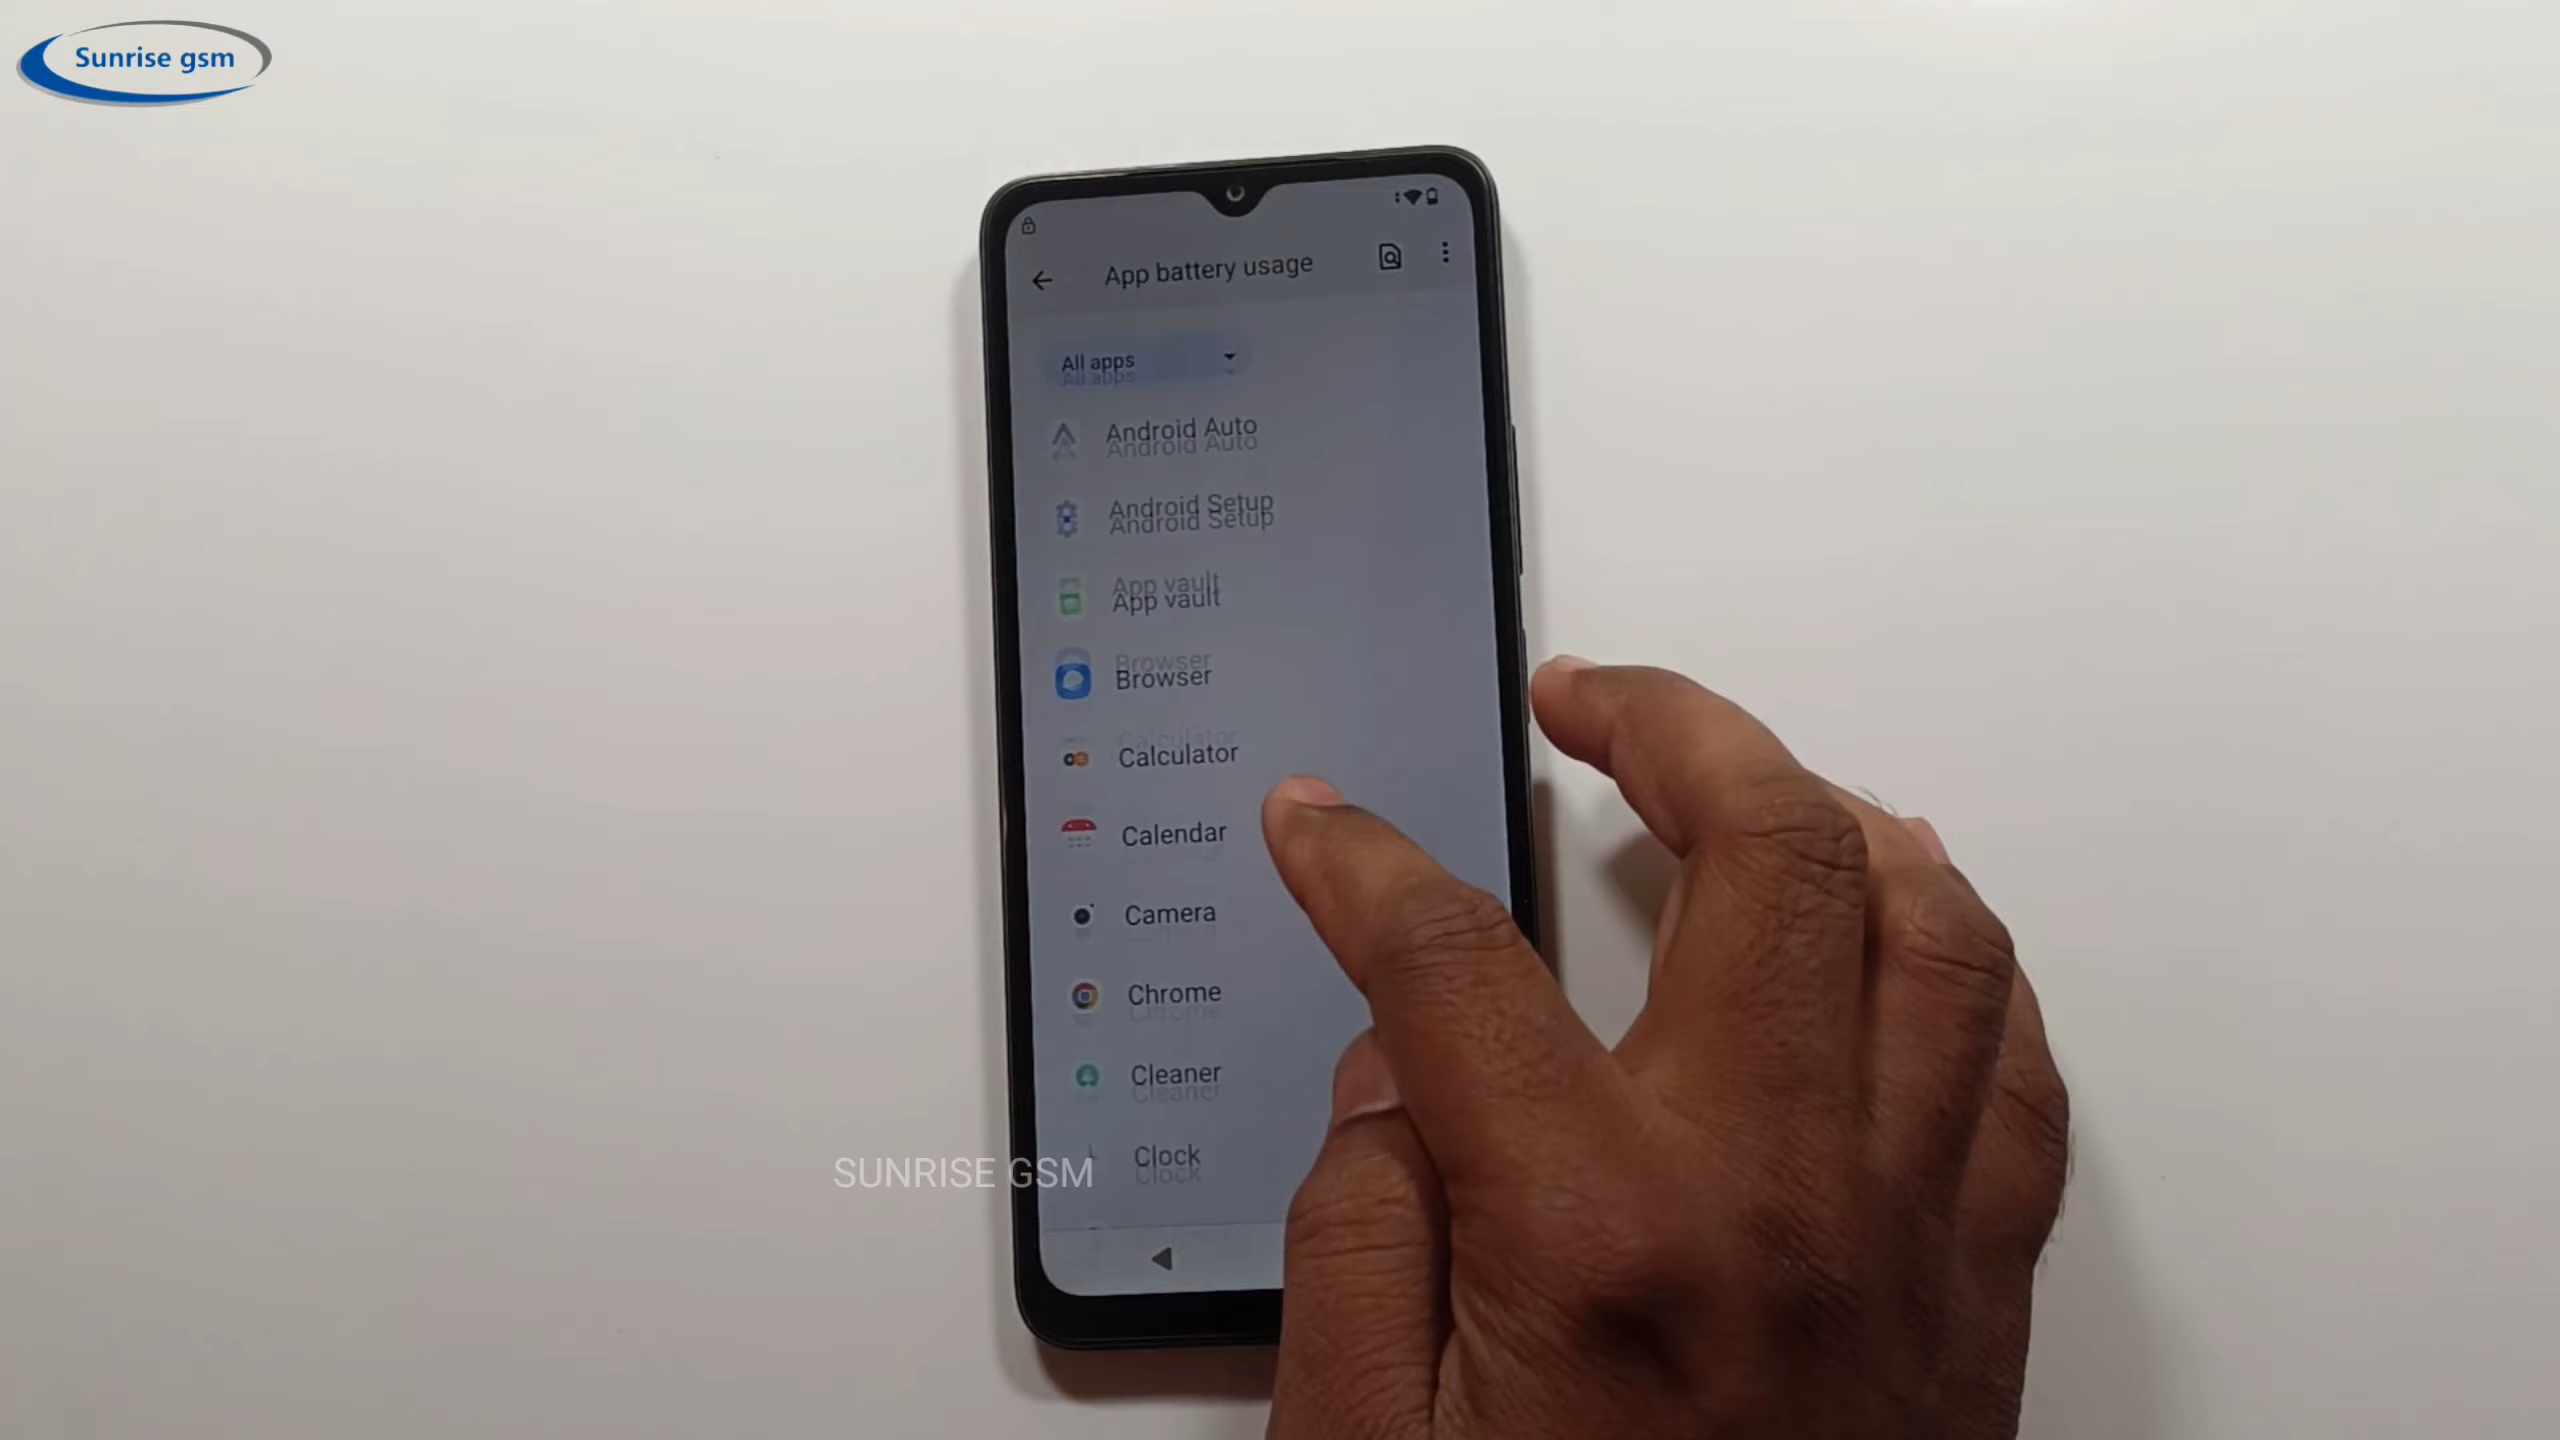 Sunrise gsm
App battery usage
All apps
Android Auto
Android Setup
App vault
Browser
Calculator
Calendar
Camera
Chrome
Cleaner
Clock
SUNRISE GSM